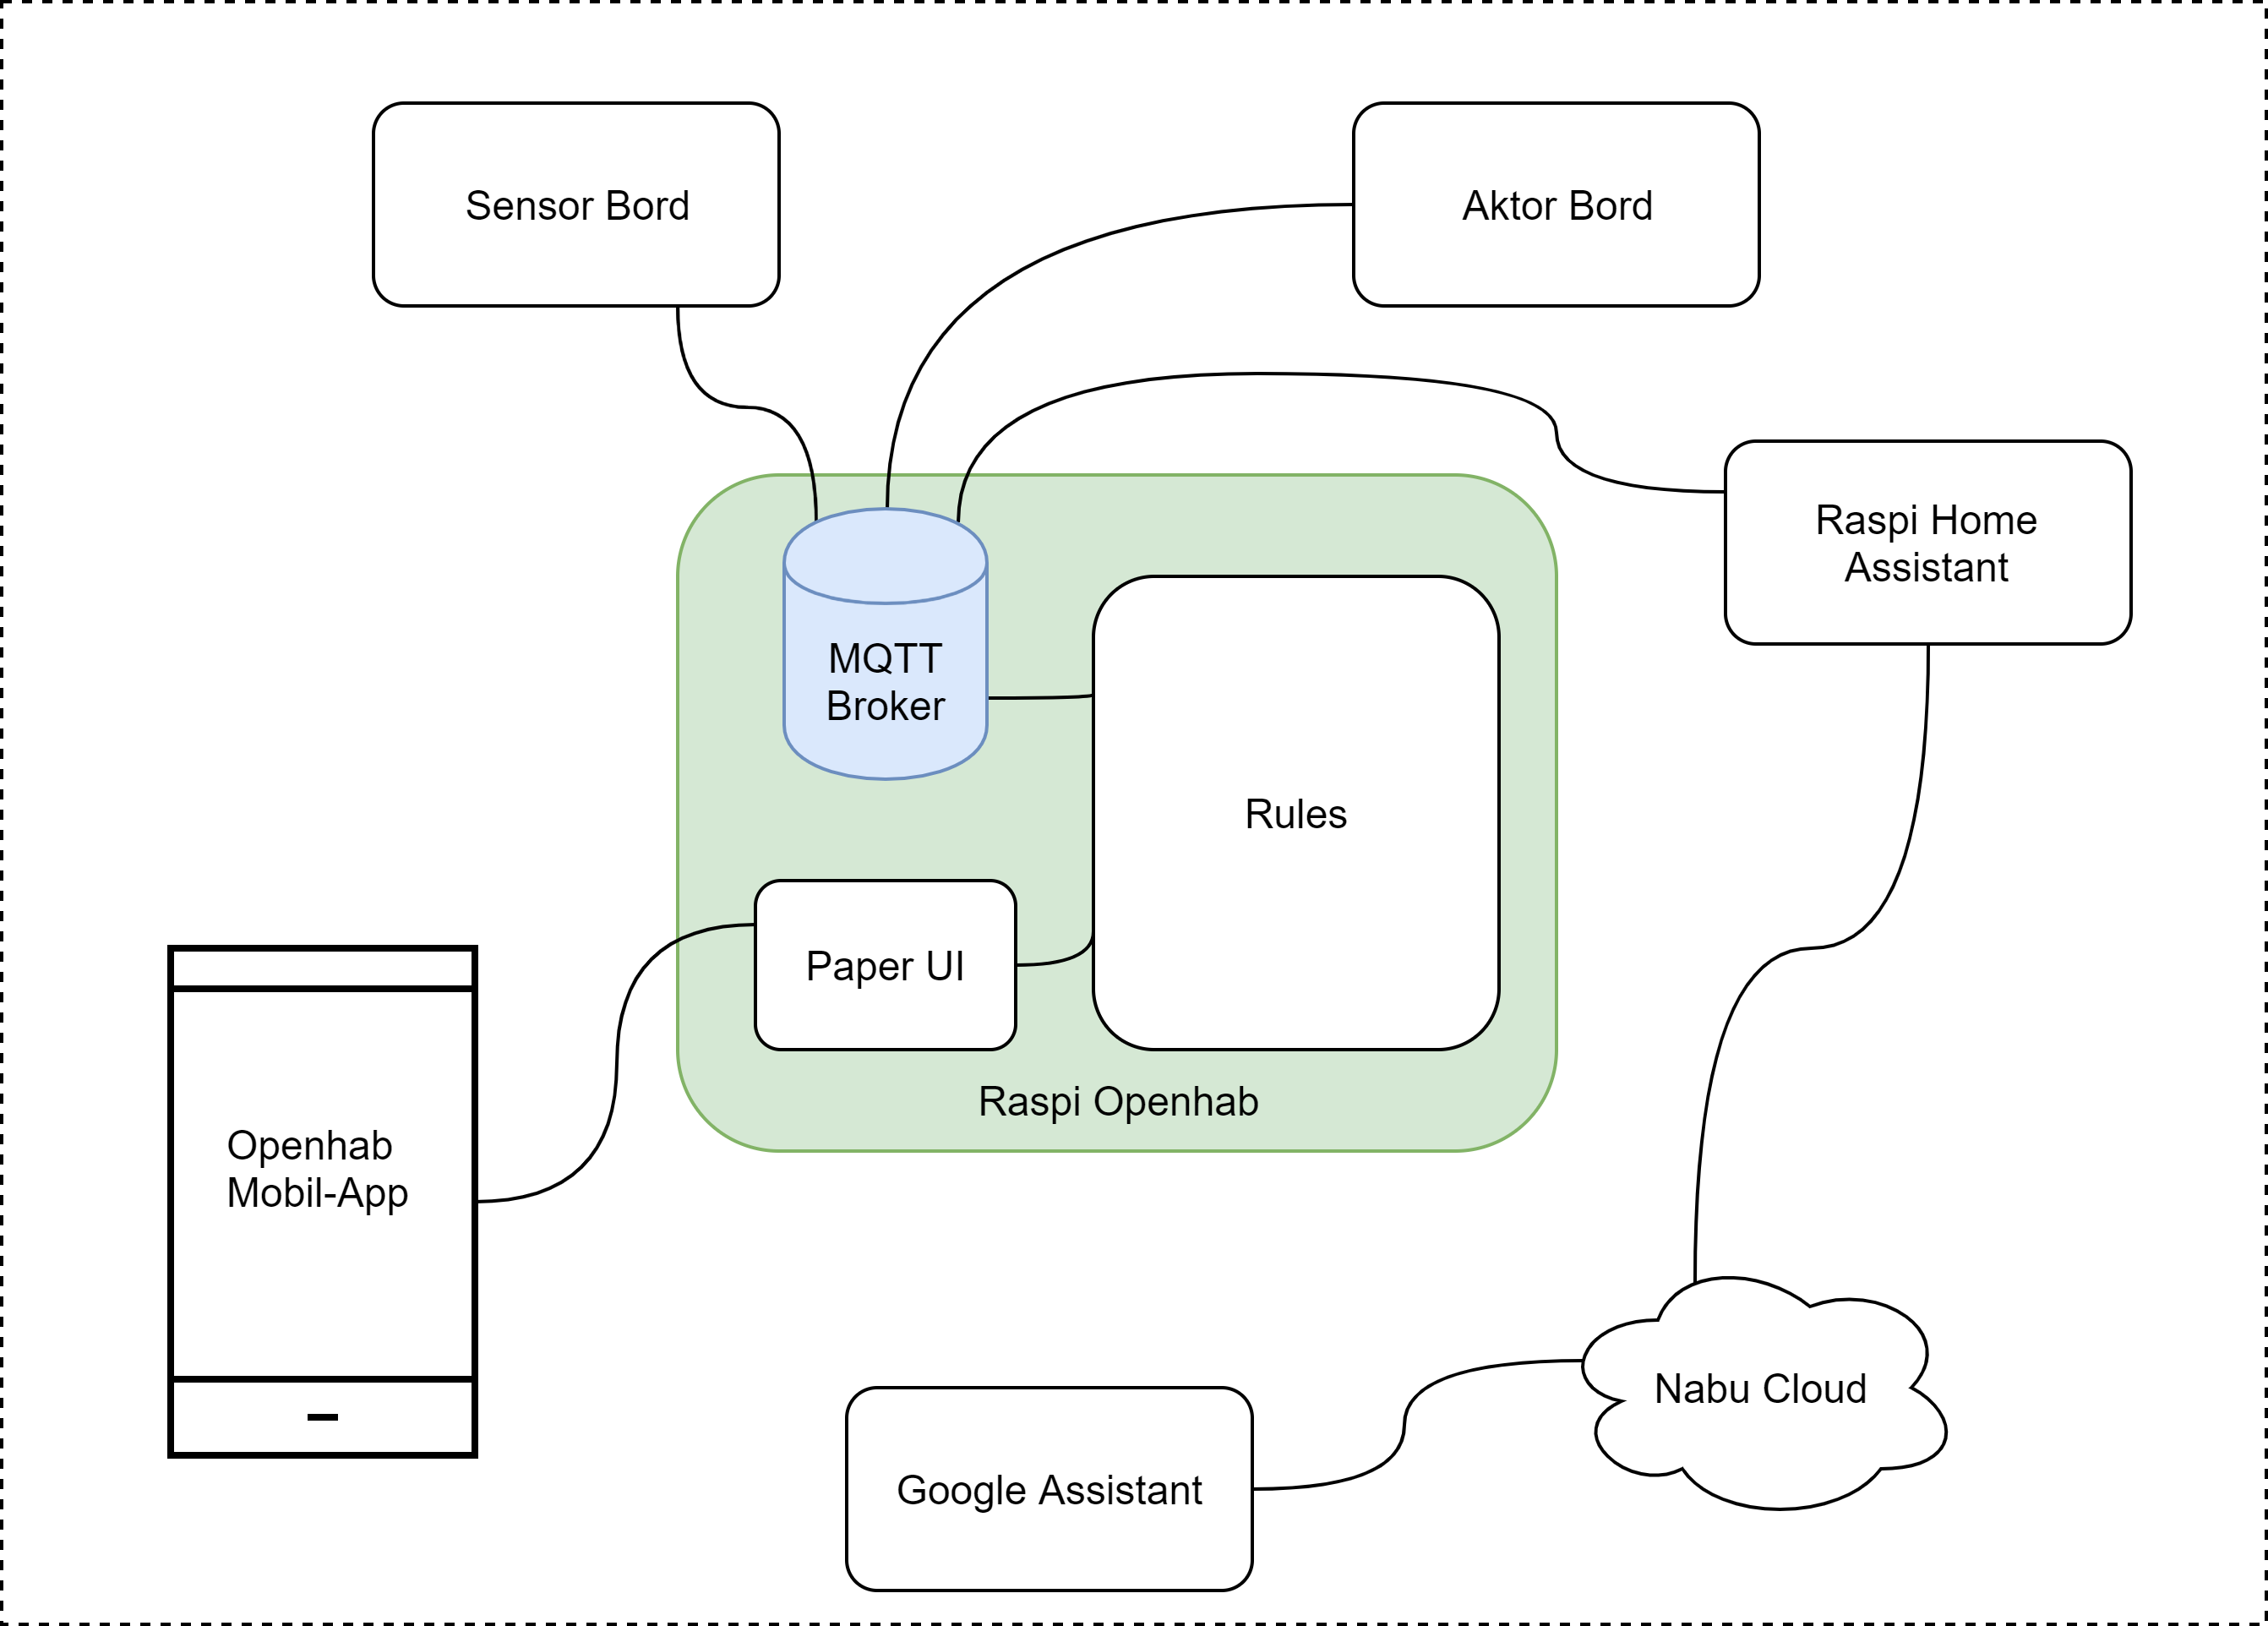 Sensor Bord
Aktor Bord
Raspi Home
Assistant
MQTT
Broker
Rules
Paper UI
Raspi Openhab
Openhab
Mobil-App
Nabu Cloud
Google Assistant